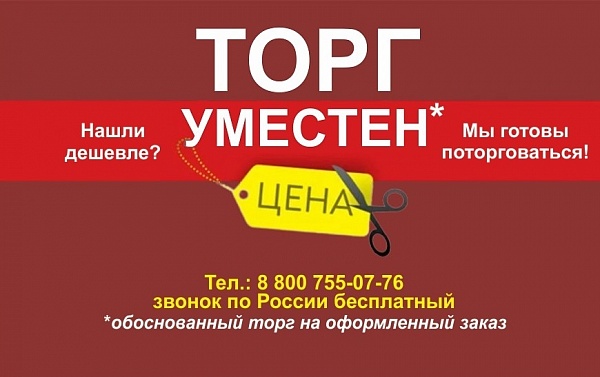 ТОРГ
УМЕСТЕН*
Нашли
дешевле?
Мы готовы
поторговаться!
ЦЕНА
Тел.: 8 800 755-07-76
звонок по России бесплатный
*обоснованный торг на оформленный заказ